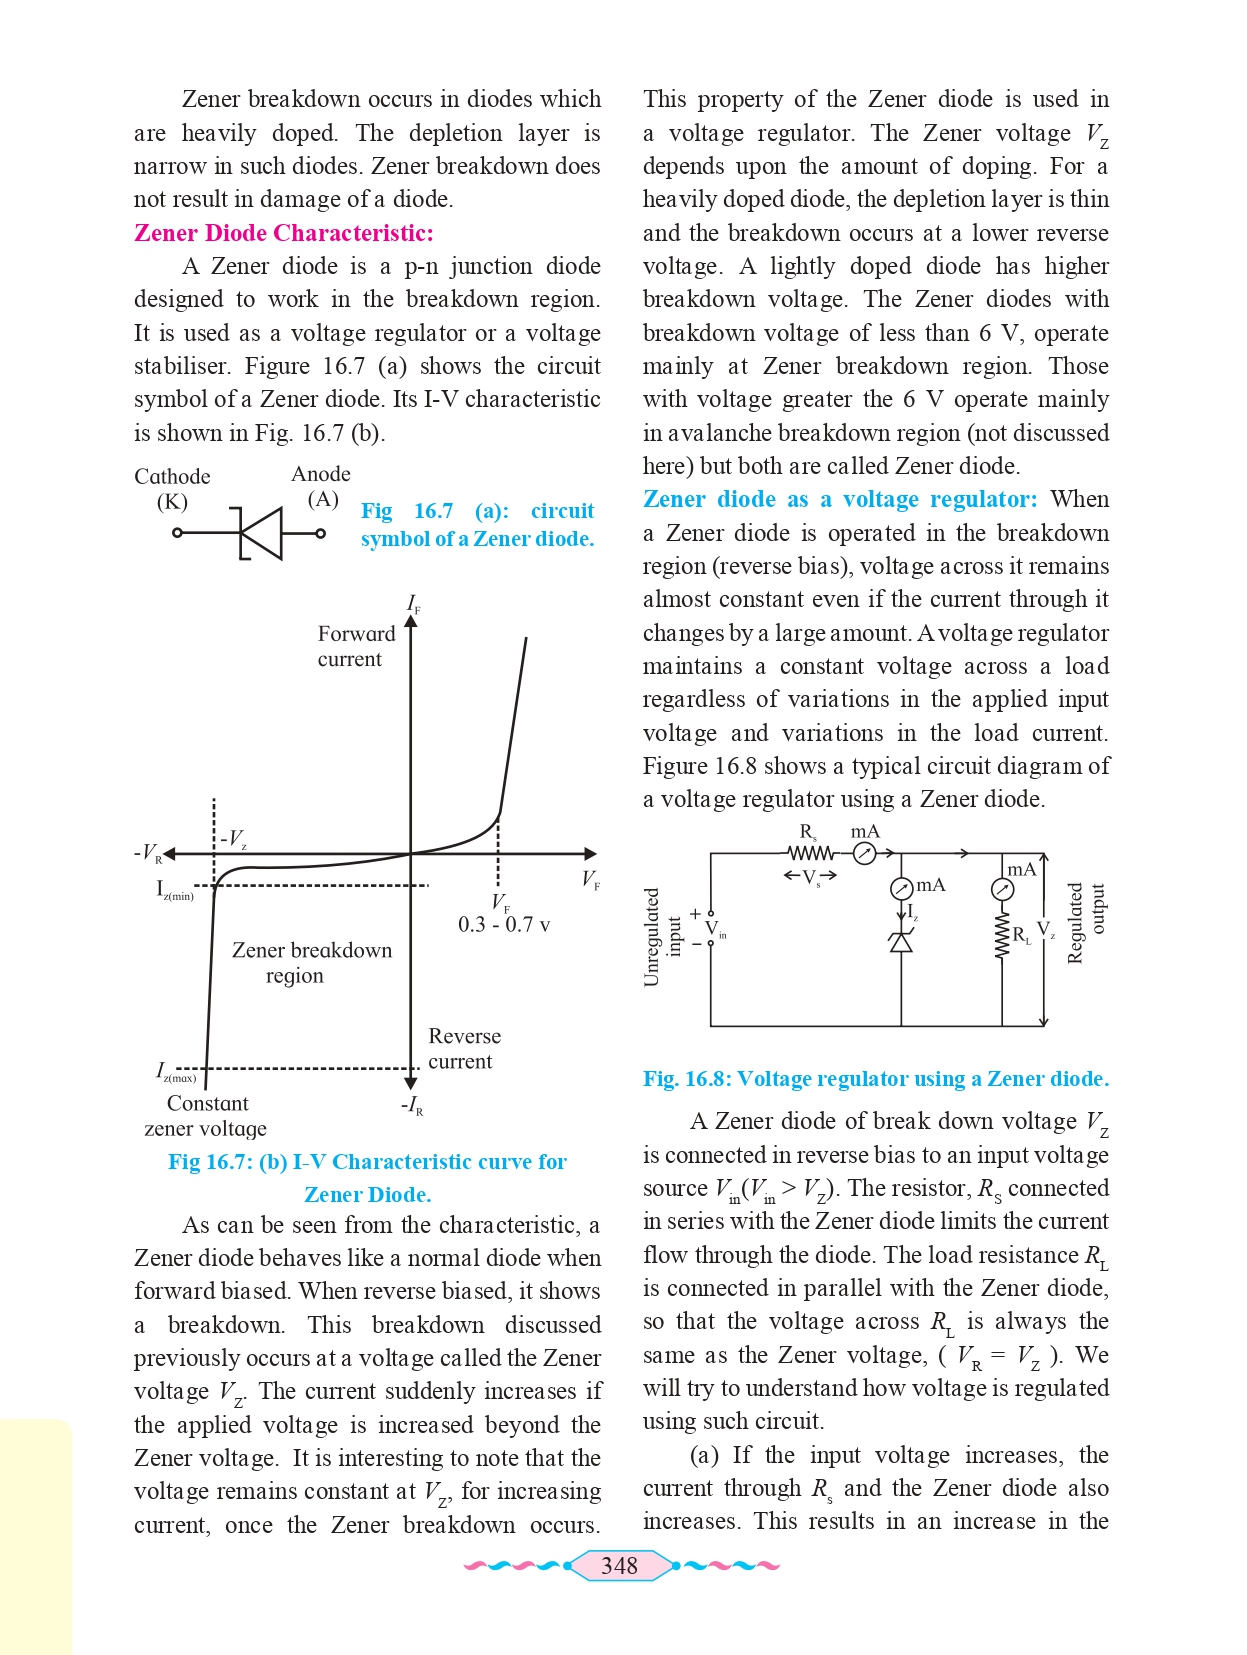 Zener breakdown occurs in diodes which
are heavily doped. The depletion layer is
narrow in such diodes. Zener breakdown does
not result in damage of a diode.
Zener Diode Characteristic:
A Zener diode is a p-n junction diode
designed to work in the breakdown region.
It is used as a voltage regulator or a voltage
stabiliser. Figure 16.7 (a) shows the circuit
symbol of a Zener diode. Its I-V characteristic
is shown in Fig. 16.7 (b).
Cathode
(K)
Anode
(A)
Fig 16.7 (a): circuit
symbol of a Zener diode.
I_F
Forward
current
-V_R
-V_z
I_z(min)
V_F
V_F
0.3 - 0.7 v
Zener breakdown
region
Reverse
current
I_z(max)
-I_R
Constant
zener voltage
Fig 16.7: (b) I-V Characteristic curve for
Zener Diode.
As can be seen from the characteristic, a
Zener diode behaves like a normal diode when
forward biased. When reverse biased, it shows
a breakdown. This breakdown discussed
previously occurs at a voltage called the Zener
voltage V_Z. The current suddenly increases if
the applied voltage is increased beyond the
Zener voltage. It is interesting to note that the
voltage remains constant at V_Z, for increasing
current, once the Zener breakdown occurs.
This property of the Zener diode is used in
a voltage regulator. The Zener voltage V_Z
depends upon the amount of doping. For a
heavily doped diode, the depletion layer is thin
and the breakdown occurs at a lower reverse
voltage. A lightly doped diode has higher
breakdown voltage. The Zener diodes with
breakdown voltage of less than 6 V, operate
mainly at Zener breakdown region. Those
with voltage greater the 6 V operate mainly
in avalanche breakdown region (not discussed
here) but both are called Zener diode.
Zener diode as a voltage regulator: When
a Zener diode is operated in the breakdown
region (reverse bias), voltage across it remains
almost constant even if the current through it
changes by a large amount. A voltage regulator
maintains a constant voltage across a load
regardless of variations in the applied input
voltage and variations in the load current.
Figure 16.8 shows a typical circuit diagram of
a voltage regulator using a Zener diode.
R_s mA
V_s
mA
mA
I_z
Unregulated
input
+
V_in
−
R_L
V_z
Regulated
output
Fig. 16.8: Voltage regulator using a Zener diode.
A Zener diode of break down voltage V_Z
is connected in reverse bias to an input voltage
source V_in(V_in > V_Z). The resistor, R_S connected
in series with the Zener diode limits the current
flow through the diode. The load resistance R_L
is connected in parallel with the Zener diode,
so that the voltage across R_L is always the
same as the Zener voltage, ( V_R = V_Z ). We
will try to understand how voltage is regulated
using such circuit.
(a) If the input voltage increases, the
current through R_s and the Zener diode also
increases. This results in an increase in the
348